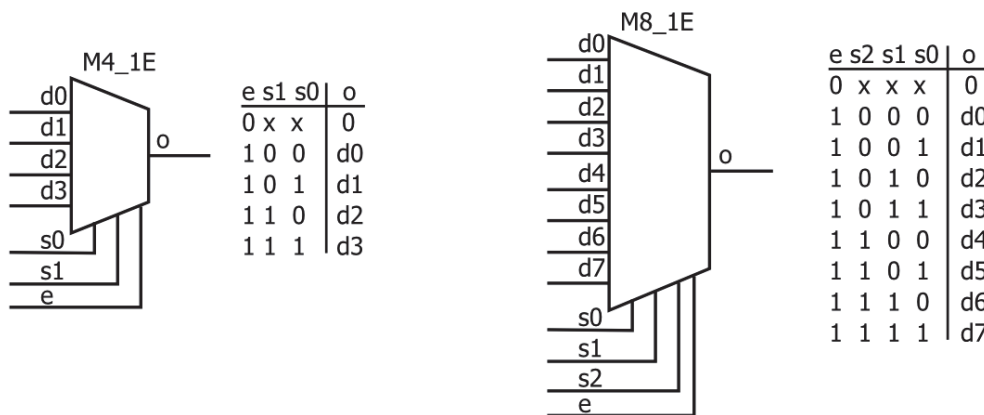 M4_1E
d0
d1
d2
d3
o
s0
s1
e
e s1 s0 o
0 x x 0
1 0 0 d0
1 0 1 d1
1 1 0 d2
1 1 1 d3
M8_1E
d0
d1
d2
d3
d4
d5
d6
d7
o
s0
s1
s2
e
e s2 s1 s0 o
0 x x x 0
1 0 0 0 d0
1 0 0 1 d1
1 0 1 0 d2
1 0 1 1 d3
1 1 0 0 d4
1 1 0 1 d5
1 1 1 0 d6
1 1 1 1 d7